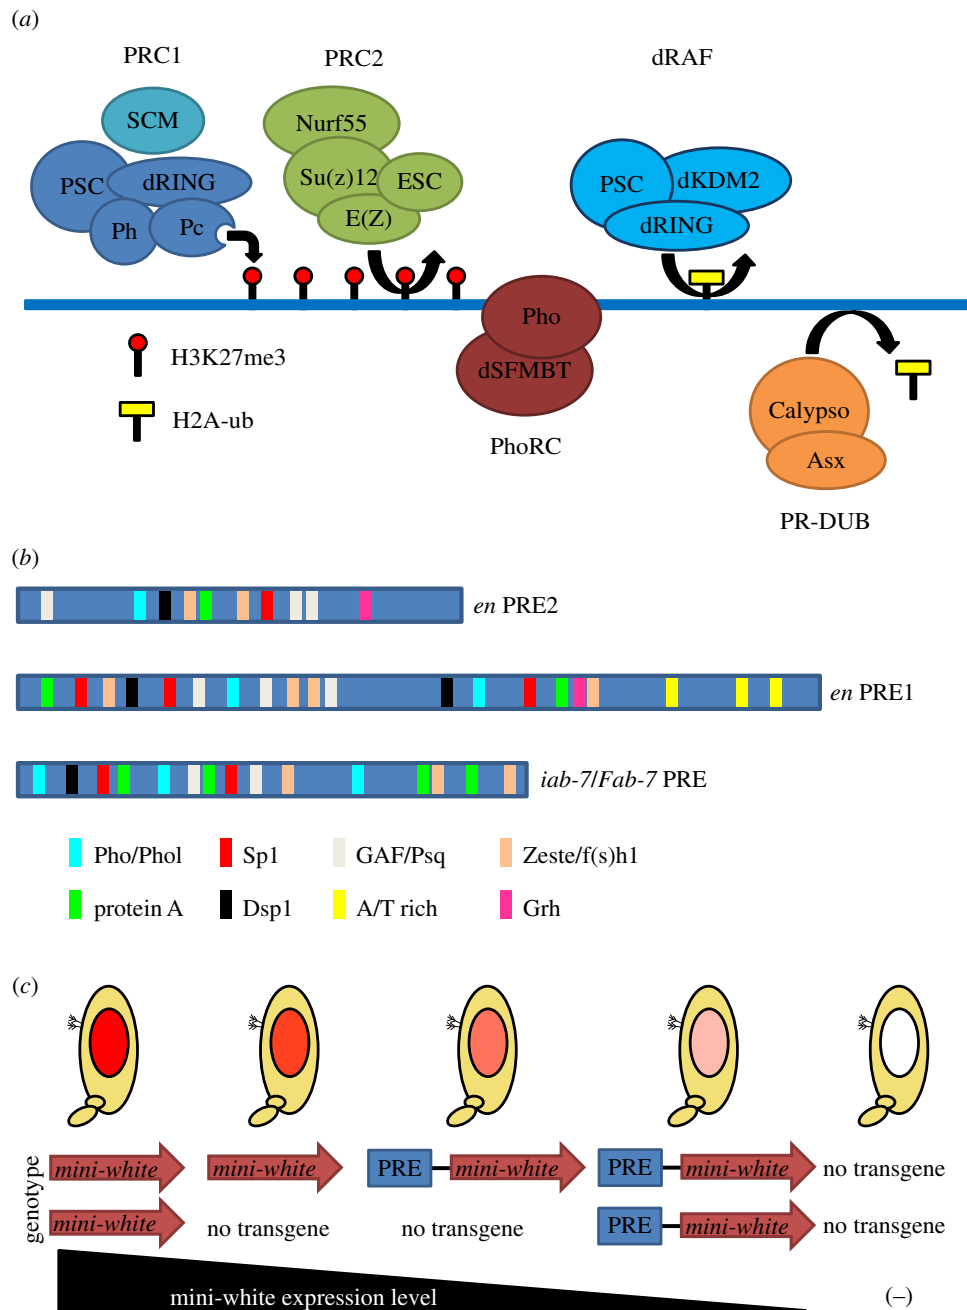 (a)
PRC1 PRC2 dRAF
SCM
Nurf55
PSC dRING
Su(z)12 ESC
PSC dKDM2
Ph Pc
E(Z)
dRING
Pho
dSFMBT
PhoRC
H3K27me3
H2A-ub
Calypso
Asx
PR-DUB
(b)
en PRE2
en PRE1
iab-7/Fab-7 PRE
Pho/Phol Sp1 GAF/Psq Zeste/f(s)h1
protein A Dsp1 A/T rich Grh
(c)
genotype
mini-white mini-white PRE mini-white PRE mini-white no transgene
mini-white no transgene no transgene PRE mini-white no transgene
mini-white expression level (–)